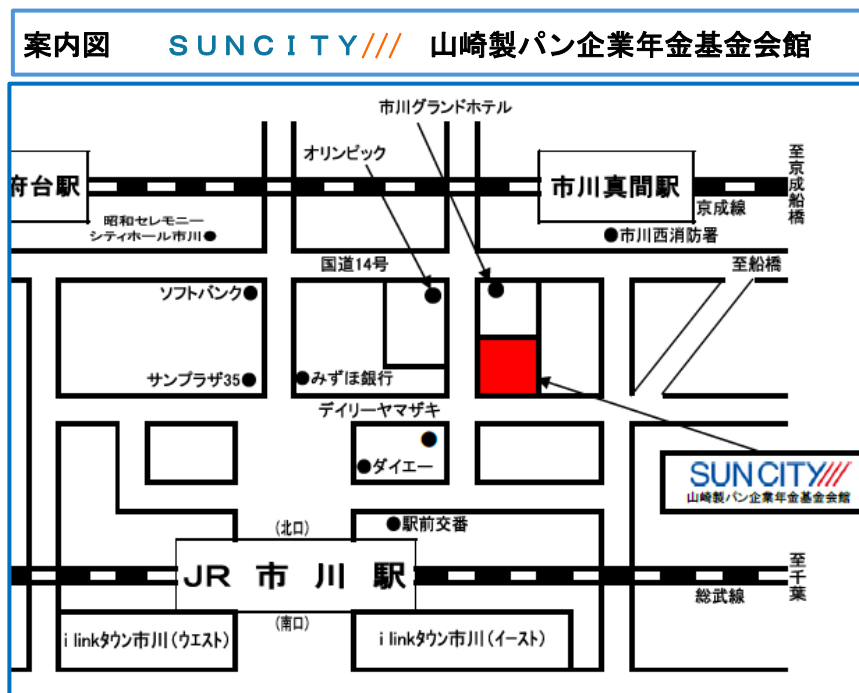 案内図 SUNCITY/// 山崎製パン企業年金基金会館
市川グランドホテル
オリンピック
至京成船橋
府台駅
市川真間駅
京成線
昭和セレモニー
シティホール市川●
●市川西消防署
国道14号
至船橋
ソフトバンク●
サンプラザ35●
●みずほ銀行
デイリーヤマザキ
●ダイエー
SUNCITY///
山崎製パン企業年金基金会館
●駅前交番
(北口)
JR 市川駅
至千葉
総武線
(南口)
i linkタウン市川(ウエスト)
i linkタウン市川(イースト)